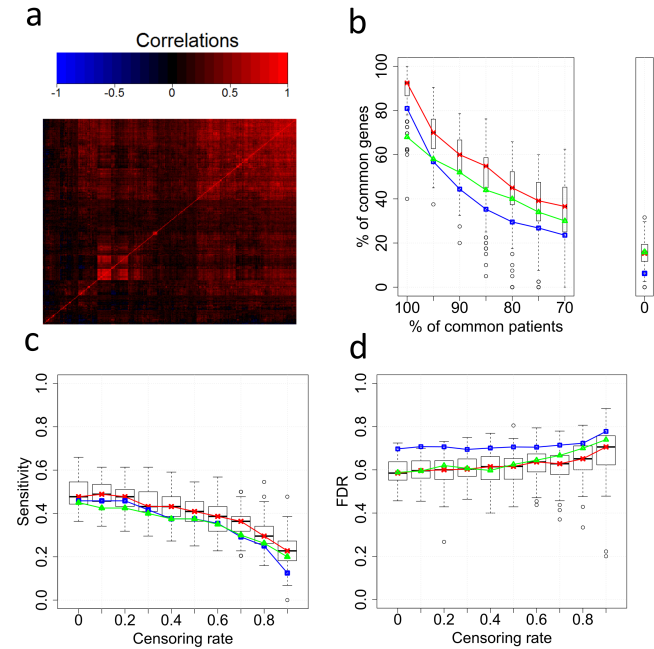 a
Correlations
-1 -0.5 0 0.5 1
b
% of common genes
0 20 40 60 80 100
100 90 80 70
% of common patients
0
c
Sensitivity
0.0 0.2 0.4 0.6 0.8 1.0
0 0.2 0.4 0.6 0.8
Censoring rate
d
FDR
0.0 0.2 0.4 0.6 0.8 1.0
0 0.2 0.4 0.6 0.8
Censoring rate